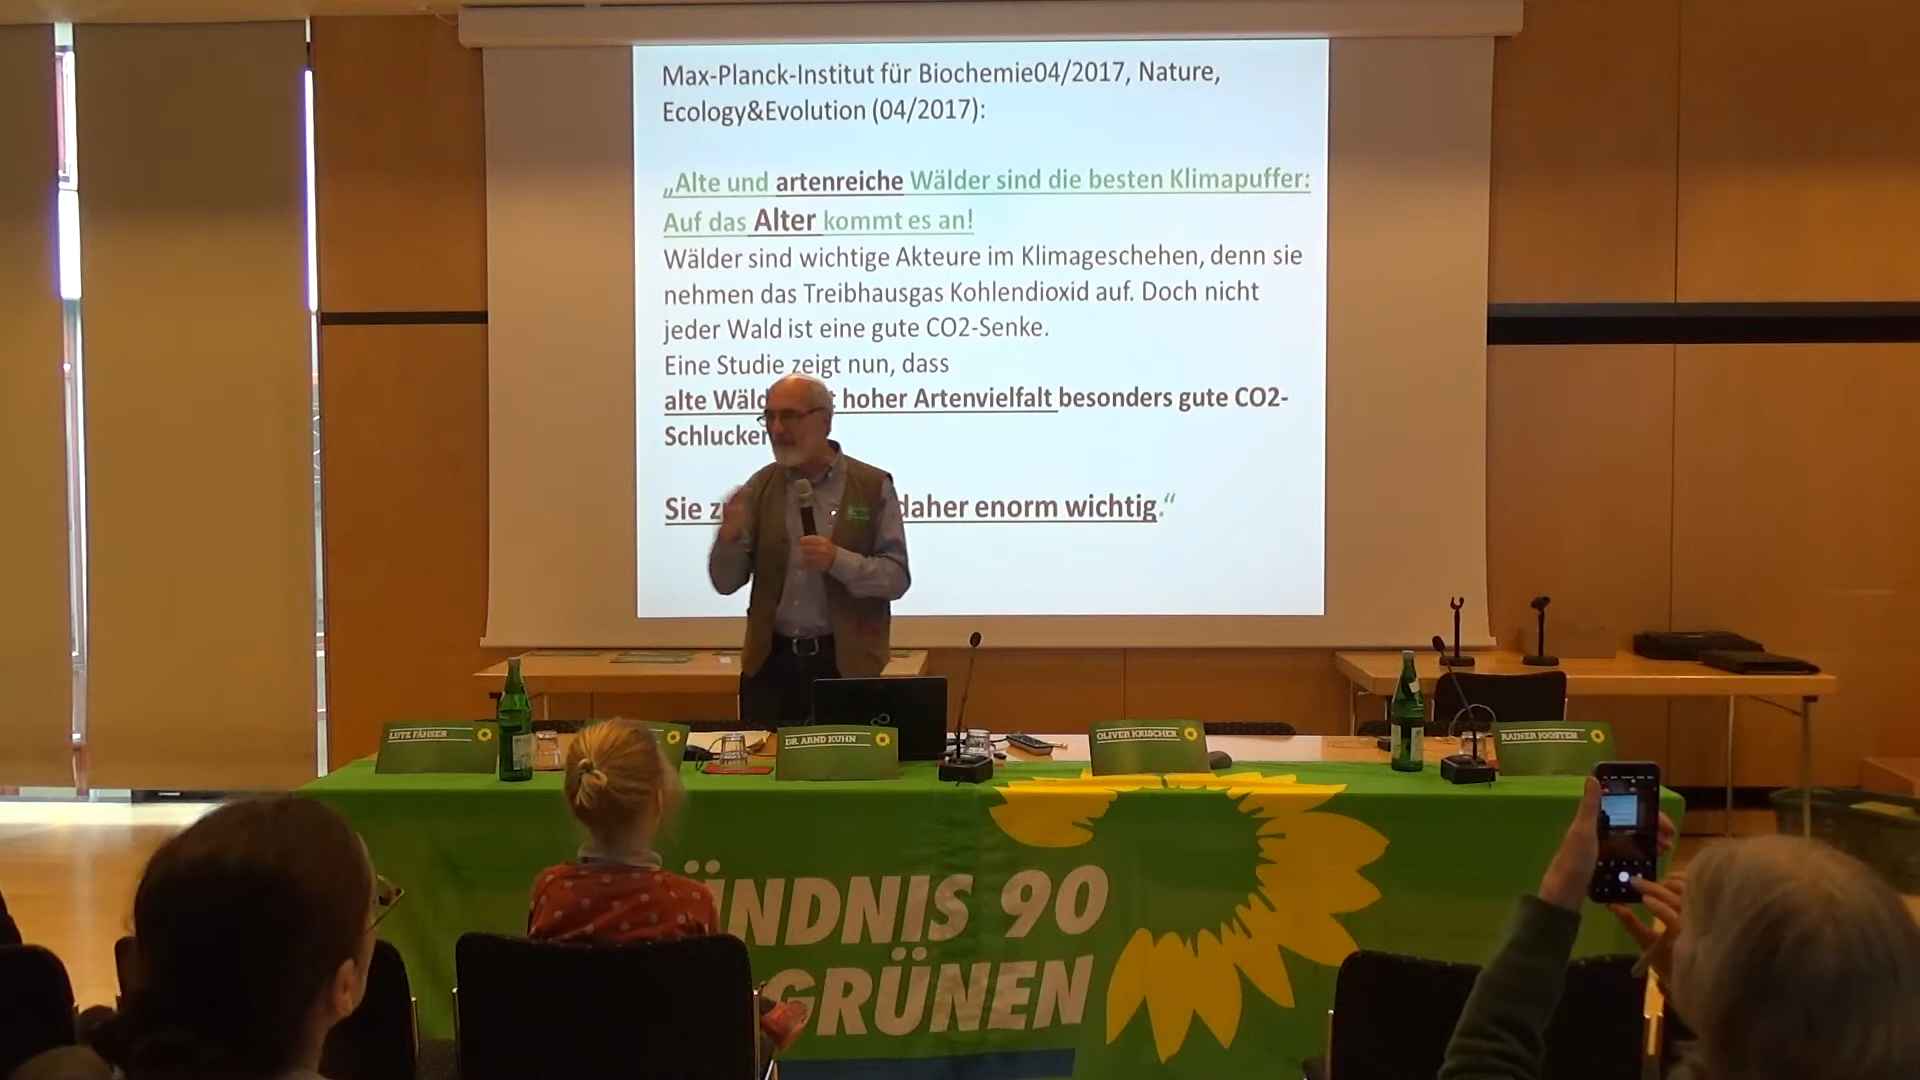 Max-Planck-Institut für Biochemie04/2017, Nature,
Ecology&Evolution (04/2017):
„Alte und artenreiche Wälder sind die besten Klimapuffer:
Auf das Alter kommt es an!
Wälder sind wichtige Akteure im Klimageschehen, denn sie
nehmen das Treibhausgas Kohlendioxid auf. Doch nicht
jeder Wald ist eine gute CO2-Senke.
Eine Studie zeigt nun, dass
alte hoher Artenvielfalt besonders gute CO2-
Schlucker
Sie daher enorm wichtig.“
LUTZ FÄHSER
DR. ARND KUHN
OLIVER KRISCHER
RAINER JOOSTEN
ÜNDNIS 90
GRÜNEN